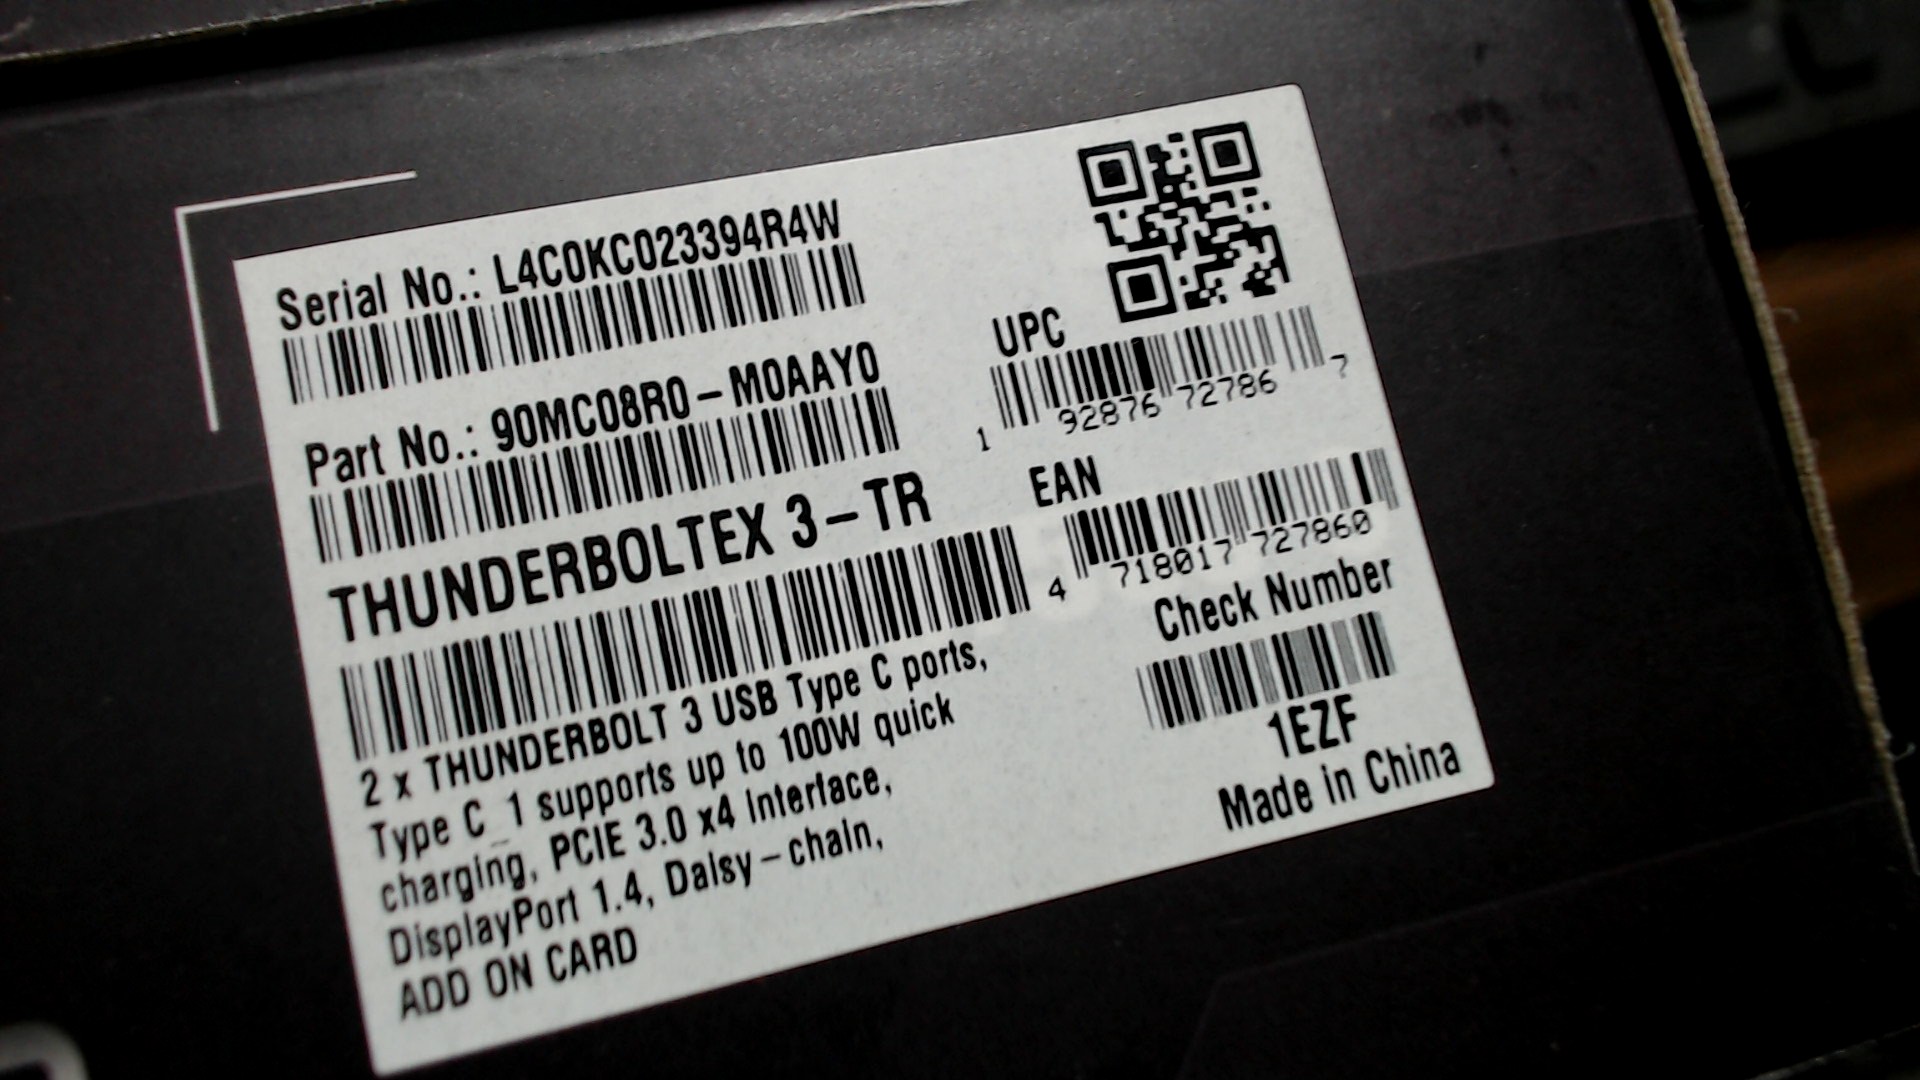 Serial No.: L4C0KC023394R4W
Part No.: 90MC08R0-M0AAY0
THUNDERBOLTEX 3-TR
2 x THUNDERBOLT 3 USB Type C ports,
Type C_1 supports up to 100W quick
charging, PCIE 3.0 x4 Interface,
DisplayPort 1.4, Daisy-chain,
ADD ON CARD
UPC
1 92876 72786 7
EAN
4 718017 727860
Check Number
1EZF
Made in China